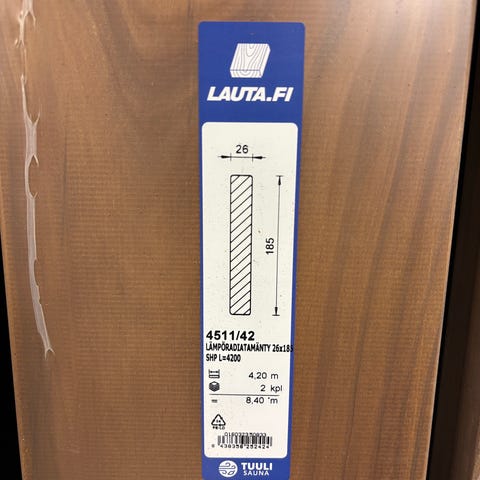 LAUTA.FI
26
185
4511/42
LÄMPÖRADIATAMÄNTY 26x185
SHP L=4200
4,20 m
2 kpl
= 8,40 m
TUULI
SAUNA